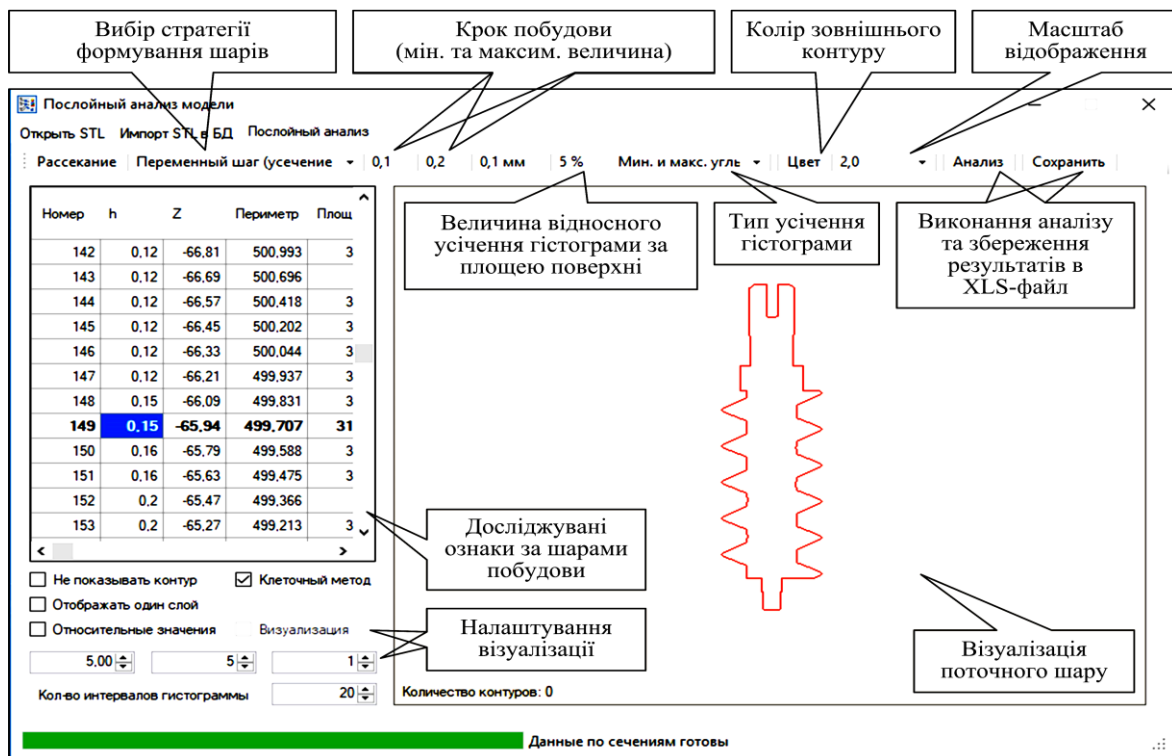 Вибір стратегії
формування шарів
Крок побудови
(мін. та максим. величина)
Колір зовнішнього
контуру
Масштаб
відображення
Послойный анализ модели
Открыть STL Импорт STL в БД Послойный анализ
Рассекание Переменный шаг (усечение 0,1 0,2 0,1 мм 5 % Мин. и макс. углы Цвет 2,0 Анализ Сохранить
Номер h Z Периметр Площ
142 0,12 -66,81 500,993 3
143 0,12 -66,69 500,696
144 0,12 -66,57 500,418 3
145 0,12 -66,45 500,202 3
146 0,12 -66,33 500,044 3
147 0,12 -66,21 499,937 3
148 0,15 -66,09 499,831 3
149 0,15 -65,94 499,707 31
150 0,16 -65,79 499,588 3
151 0,16 -65,63 499,475 3
152 0,2 -65,47 499,366
153 0,2 -65,27 499,213 3
Величина відносного
усічення гістограми за
площею поверхні
Тип усічення
гістограми
Виконання аналізу
та збереження
результатів в
XLS-файл
Досліджувані
ознаки за шарами
побудови
Не показывать контур Клеточный метод
Отображать один слой
Относительные значения Визуализация
5,00 5 1
Кол-во интервалов гистограммы 20
Налаштування
візуалізації
Візуалізація
поточного шару
Количество контуров: 0
Данные по сечениям готовы